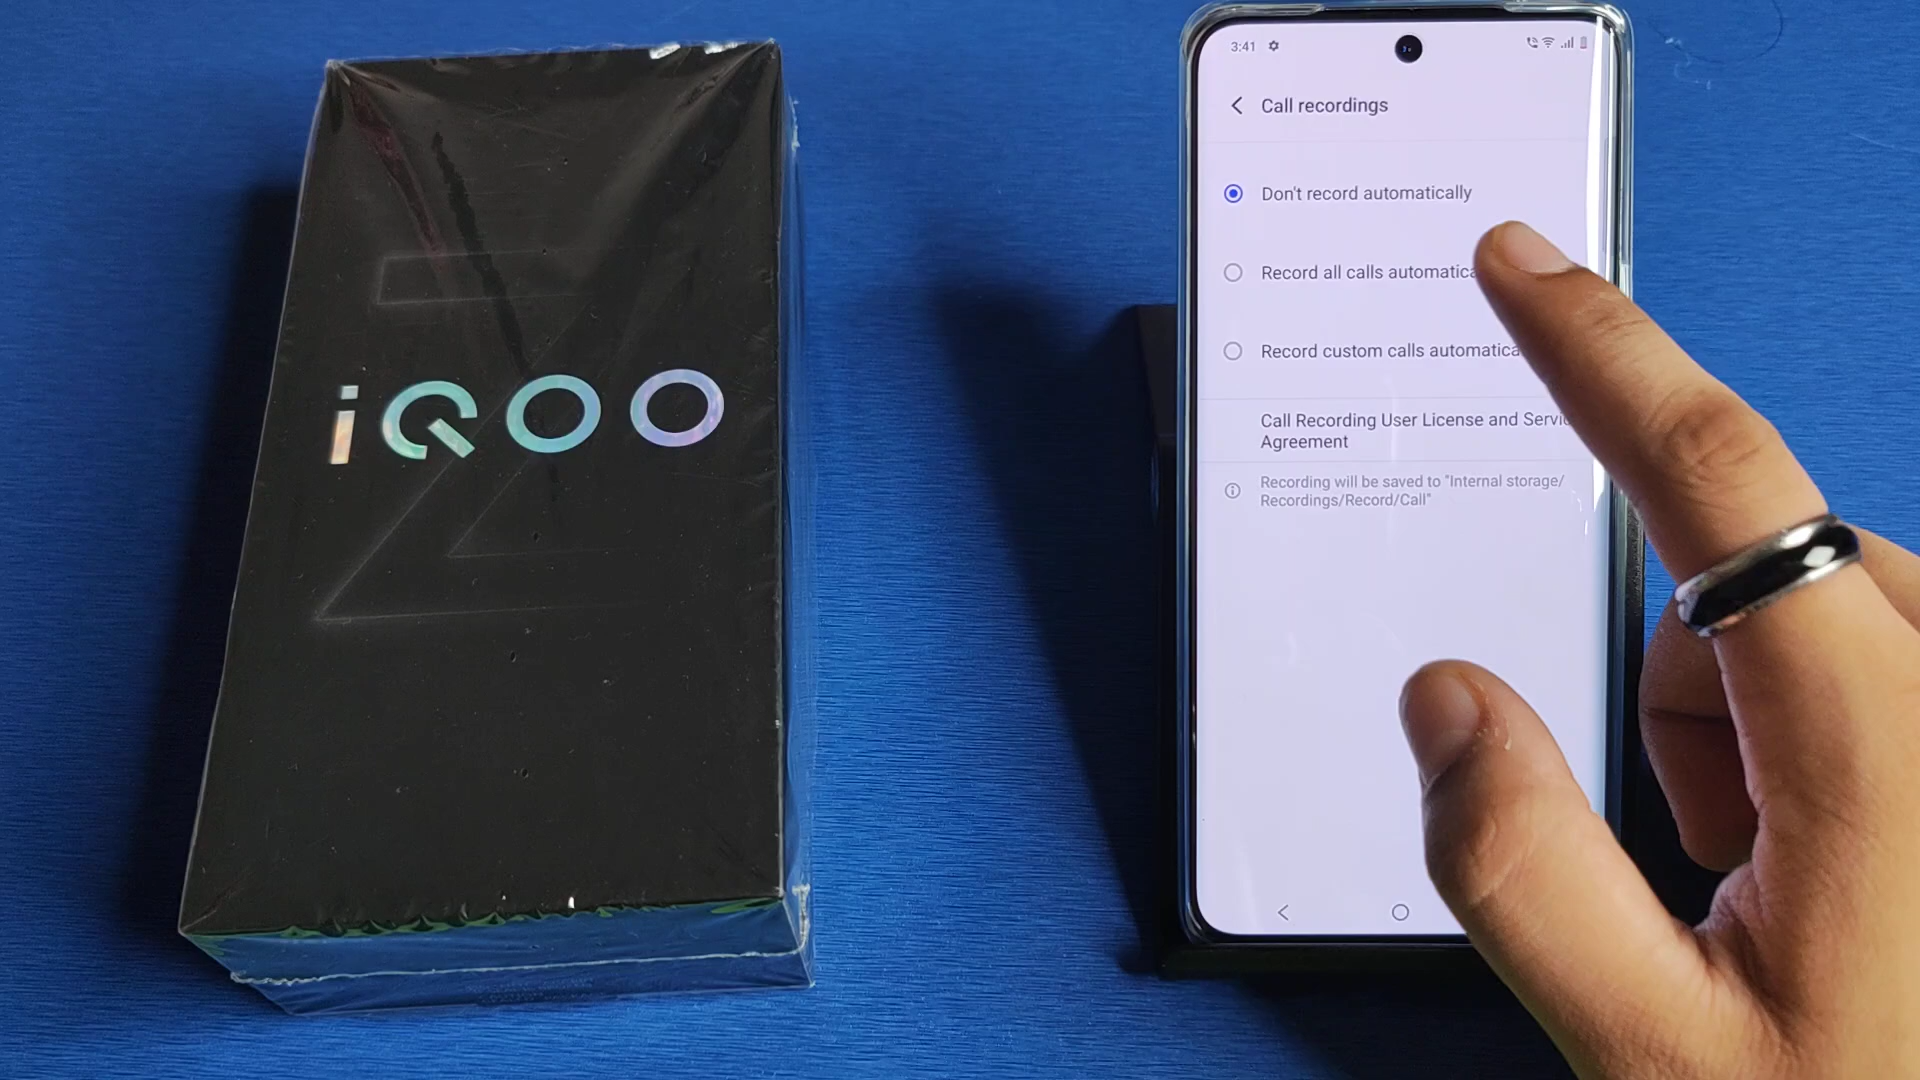 iQOO
3:41
Call recordings
Don't record automatically
Record all calls automatica
Record custom calls automatica
Call Recording User License and Servic
Agreement
Recording will be saved to "Internal storage/
Recordings/Record/Call"